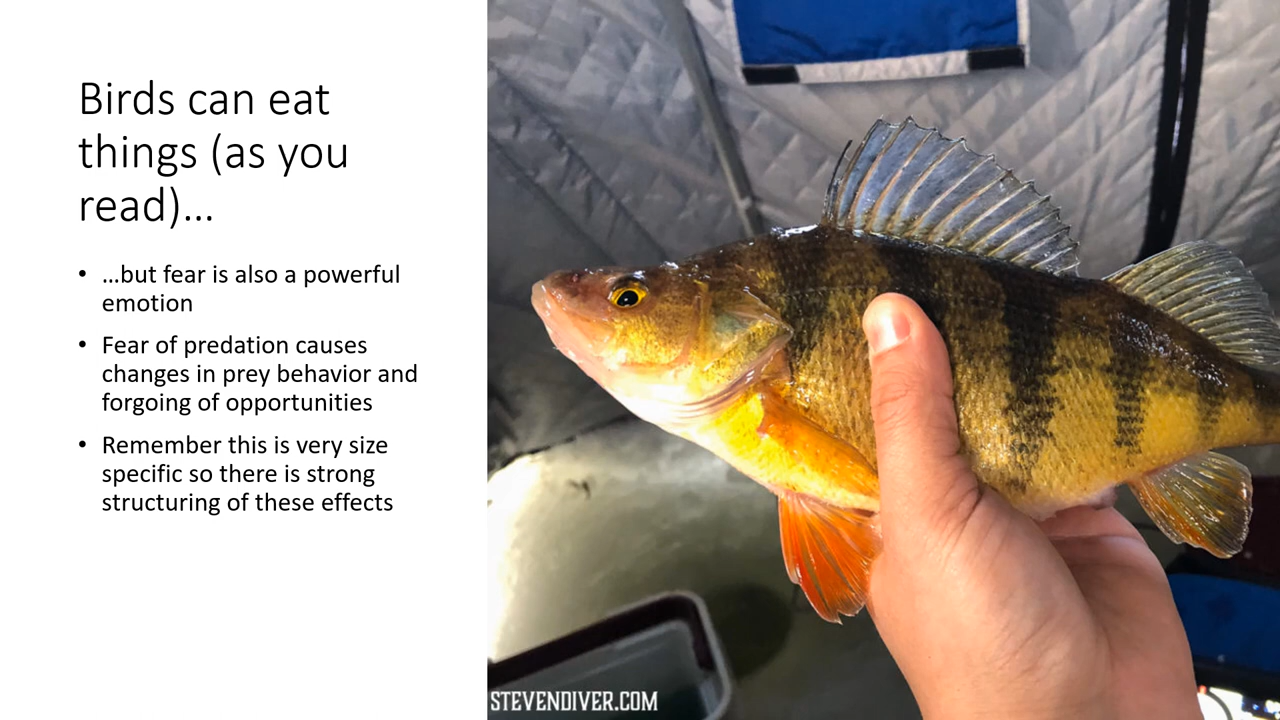 Birds can eat
things (as you
read)…
• …but fear is also a powerful
emotion
• Fear of predation causes
changes in prey behavior and
forgoing of opportunities
• Remember this is very size
specific so there is strong
structuring of these effects
STEVENDIVER.COM